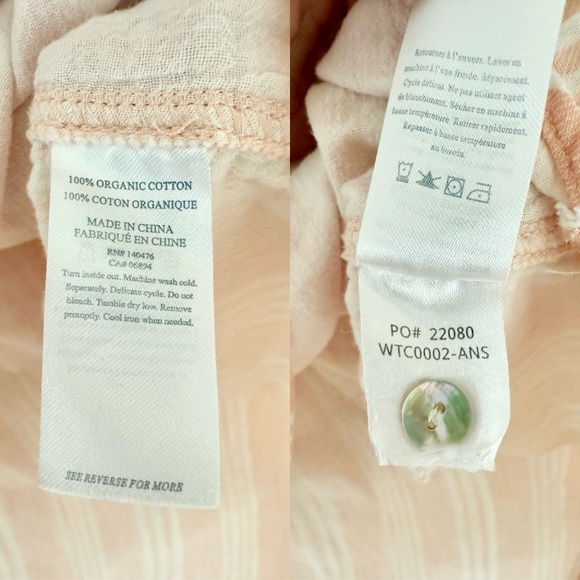 100% ORGANIC COTTON
100% COTON ORGANIQUE
MADE IN CHINA
FABRIQUÉ EN CHINE
RN# 140476
CA# 06894
Turn inside out. Machine wash cold.
Separately. Delicate cycle. Do not
bleach. Tumble dry low. Remove
promptly. Cool iron when needed.
SEE REVERSE FOR MORE
Retourner à l'envers. Laver en
machine à l'eau froide. Séparément.
Cycle délicat. Ne pas utiliser agent
de blanchiment. Sécher en machine à
basse température. Retirer rapidement.
Repasser à basse température
au besoin.
PO# 22080
WTC0002-ANS